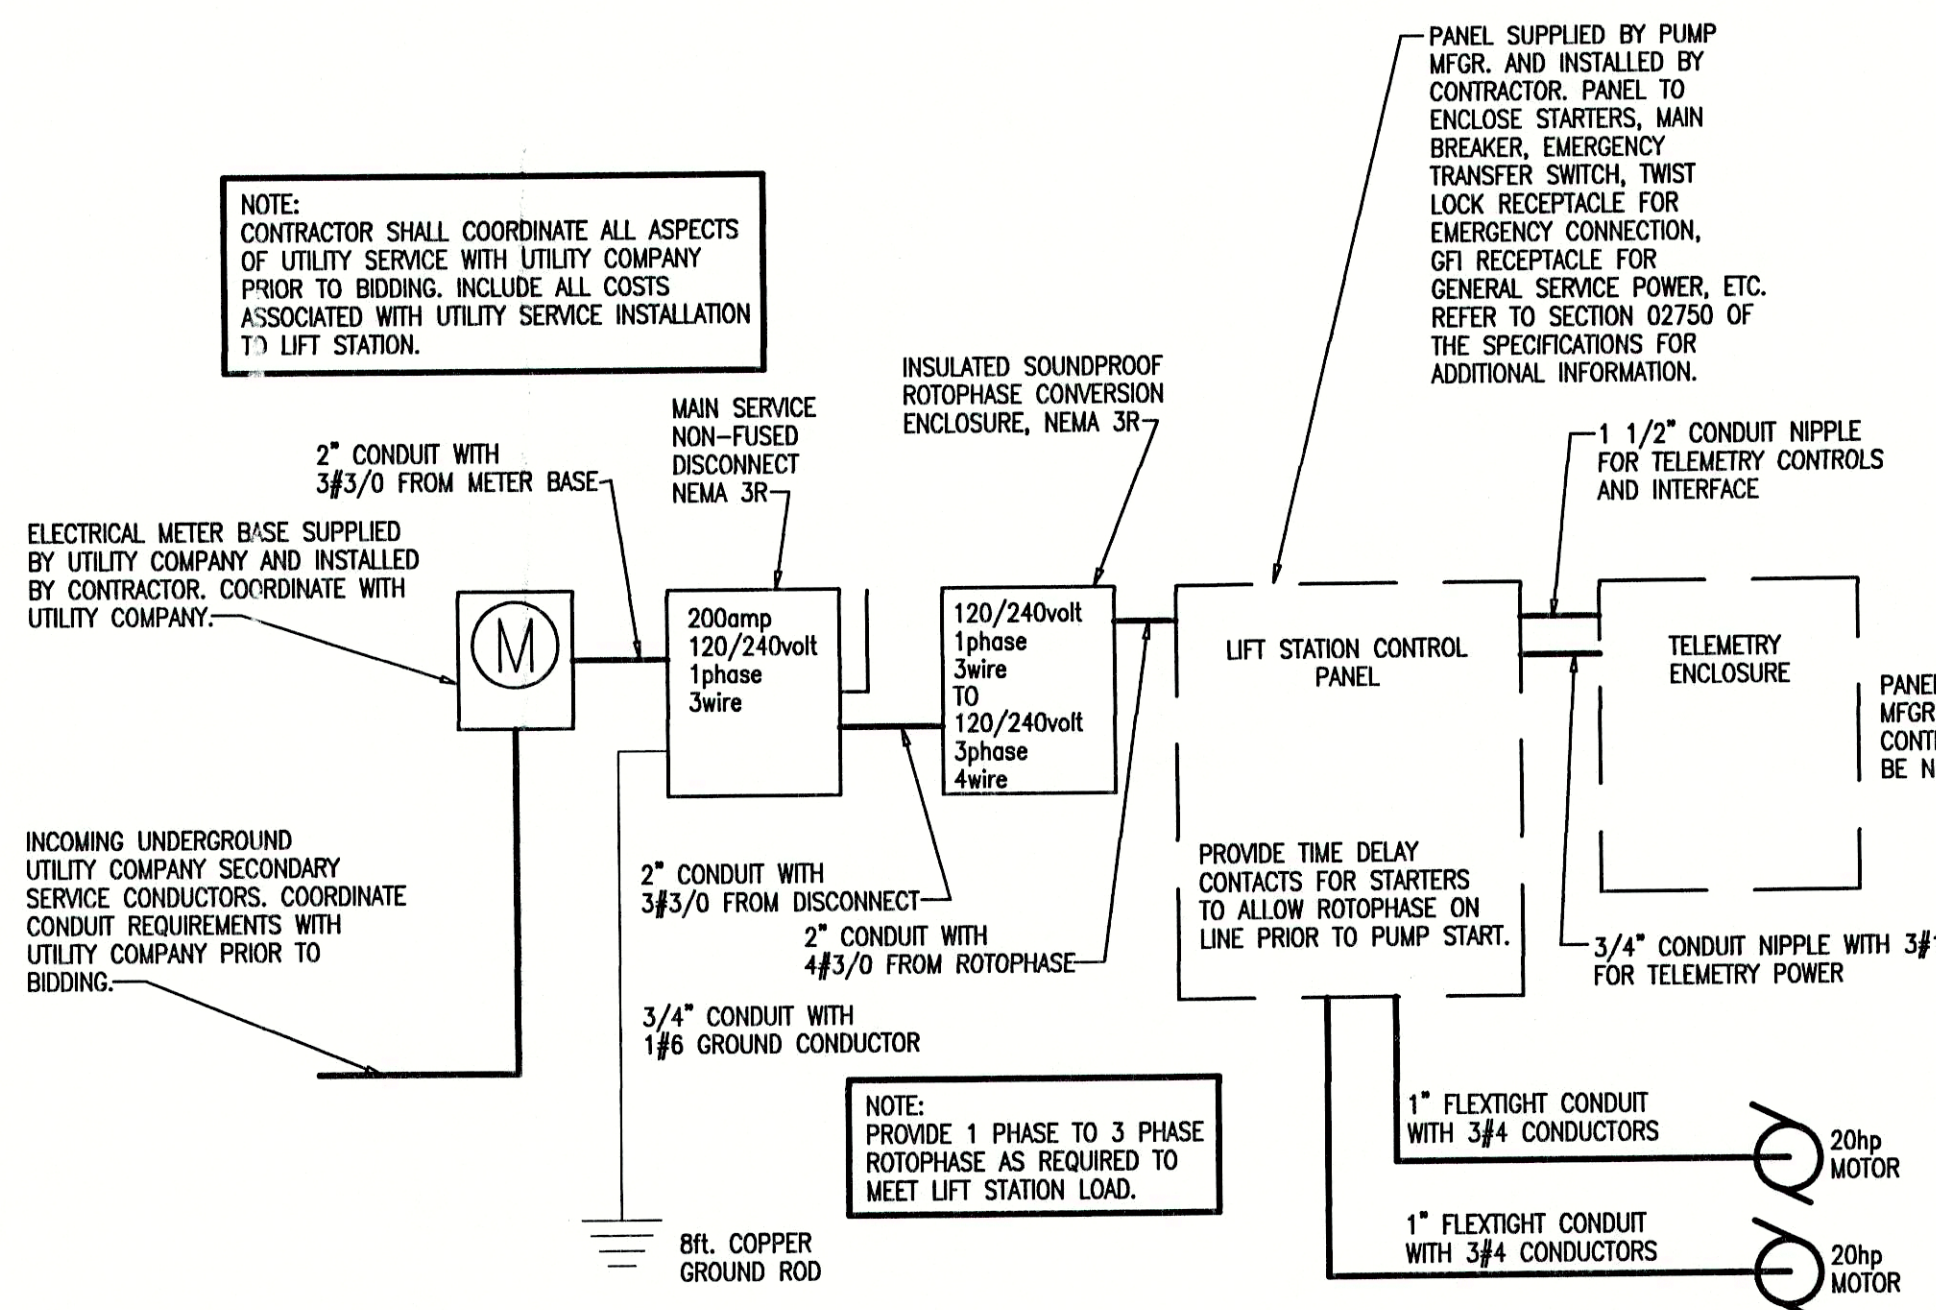 PANEL SUPPLIED BY PUMP
MFGR. AND INSTALLED BY
CONTRACTOR. PANEL TO
ENCLOSE STARTERS, MAIN
BREAKER, EMERGENCY
TRANSFER SWITCH, TWIST
LOCK RECEPTACLE FOR
EMERGENCY CONNECTION,
GFI RECEPTACLE FOR
GENERAL SERVICE POWER, ETC.
REFER TO SECTION 02750 OF
THE SPECIFICATIONS FOR
ADDITIONAL INFORMATION.
NOTE:
CONTRACTOR SHALL COORDINATE ALL ASPECTS
OF UTILITY SERVICE WITH UTILITY COMPANY
PRIOR TO BIDDING. INCLUDE ALL COSTS
ASSOCIATED WITH UTILITY SERVICE INSTALLATION
TO LIFT STATION.
INSULATED SOUNDPROOF
ROTOPHASE CONVERSION
ENCLOSURE, NEMA 3R
MAIN SERVICE
NON-FUSED
DISCONNECT
NEMA 3R
2" CONDUIT WITH
3#3/0 FROM METER BASE
1 1/2" CONDUIT NIPPLE
FOR TELEMETRY CONTROLS
AND INTERFACE
ELECTRICAL METER BASE SUPPLIED
BY UTILITY COMPANY AND INSTALLED
BY CONTRACTOR. COORDINATE WITH
UTILITY COMPANY.
M
200amp
120/240volt
1phase
3wire
120/240volt
1phase
3wire
TO
120/240volt
3phase
4wire
LIFT STATION CONTROL
PANEL
TELEMETRY
ENCLOSURE
MFGR
BE N
INCOMING UNDERGROUND
UTILITY COMPANY SECONDARY
SERVICE CONDUCTORS. COORDINATE
CONDUIT REQUIREMENTS WITH
UTILITY COMPANY PRIOR TO
BIDDING.
2" CONDUIT WITH
3#3/0 FROM DISCONNECT
2" CONDUIT WITH
4#3/0 FROM ROTOPHASE
PROVIDE TIME DELAY
CONTACTS FOR STARTERS
TO ALLOW ROTOPHASE ON
LINE PRIOR TO PUMP START.
3/4" CONDUIT NIPPLE WITH 3#
FOR TELEMETRY POWER
3/4" CONDUIT WITH
1#6 GROUND CONDUCTOR
NOTE:
PROVIDE 1 PHASE TO 3 PHASE
ROTOPHASE AS REQUIRED TO
MEET LIFT STATION LOAD.
1" FLEXTIGHT CONDUIT
WITH 3#4 CONDUCTORS
20hp
MOTOR
1" FLEXTIGHT CONDUIT
WITH 3#4 CONDUCTORS
20hp
MOTOR
8ft. COPPER
GROUND ROD